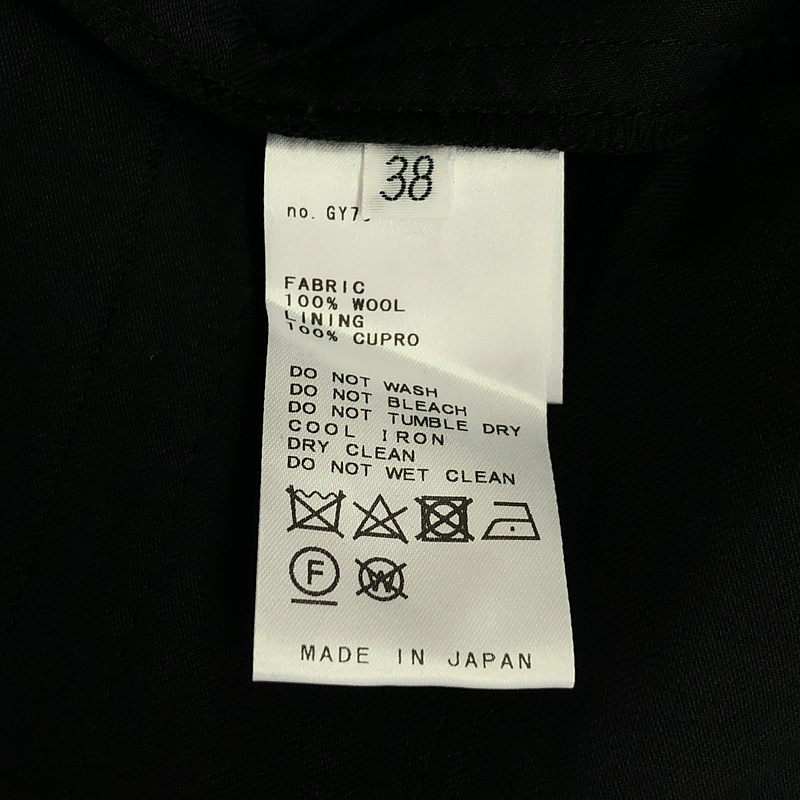 38
no. GY7
FABRIC
100% WOOL
LINING
100% CUPRO
DO NOT WASH
DO NOT BLEACH
DO NOT TUMBLE DRY
COOL IRON
DRY CLEAN
DO NOT WET CLEAN
F W
MADE IN JAPAN